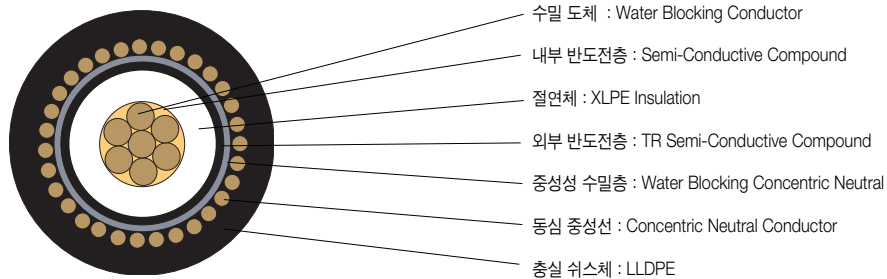 수밀 도체 : Water Blocking Conductor
내부 반도전층 : Semi-Conductive Compound
절연체 : XLPE Insulation
외부 반도전층 : TR Semi-Conductive Compound
중성성 수밀층 : Water Blocking Concentric Neutral
동심 중성선 : Concentric Neutral Conductor
충실 쉬스체 : LLDPE